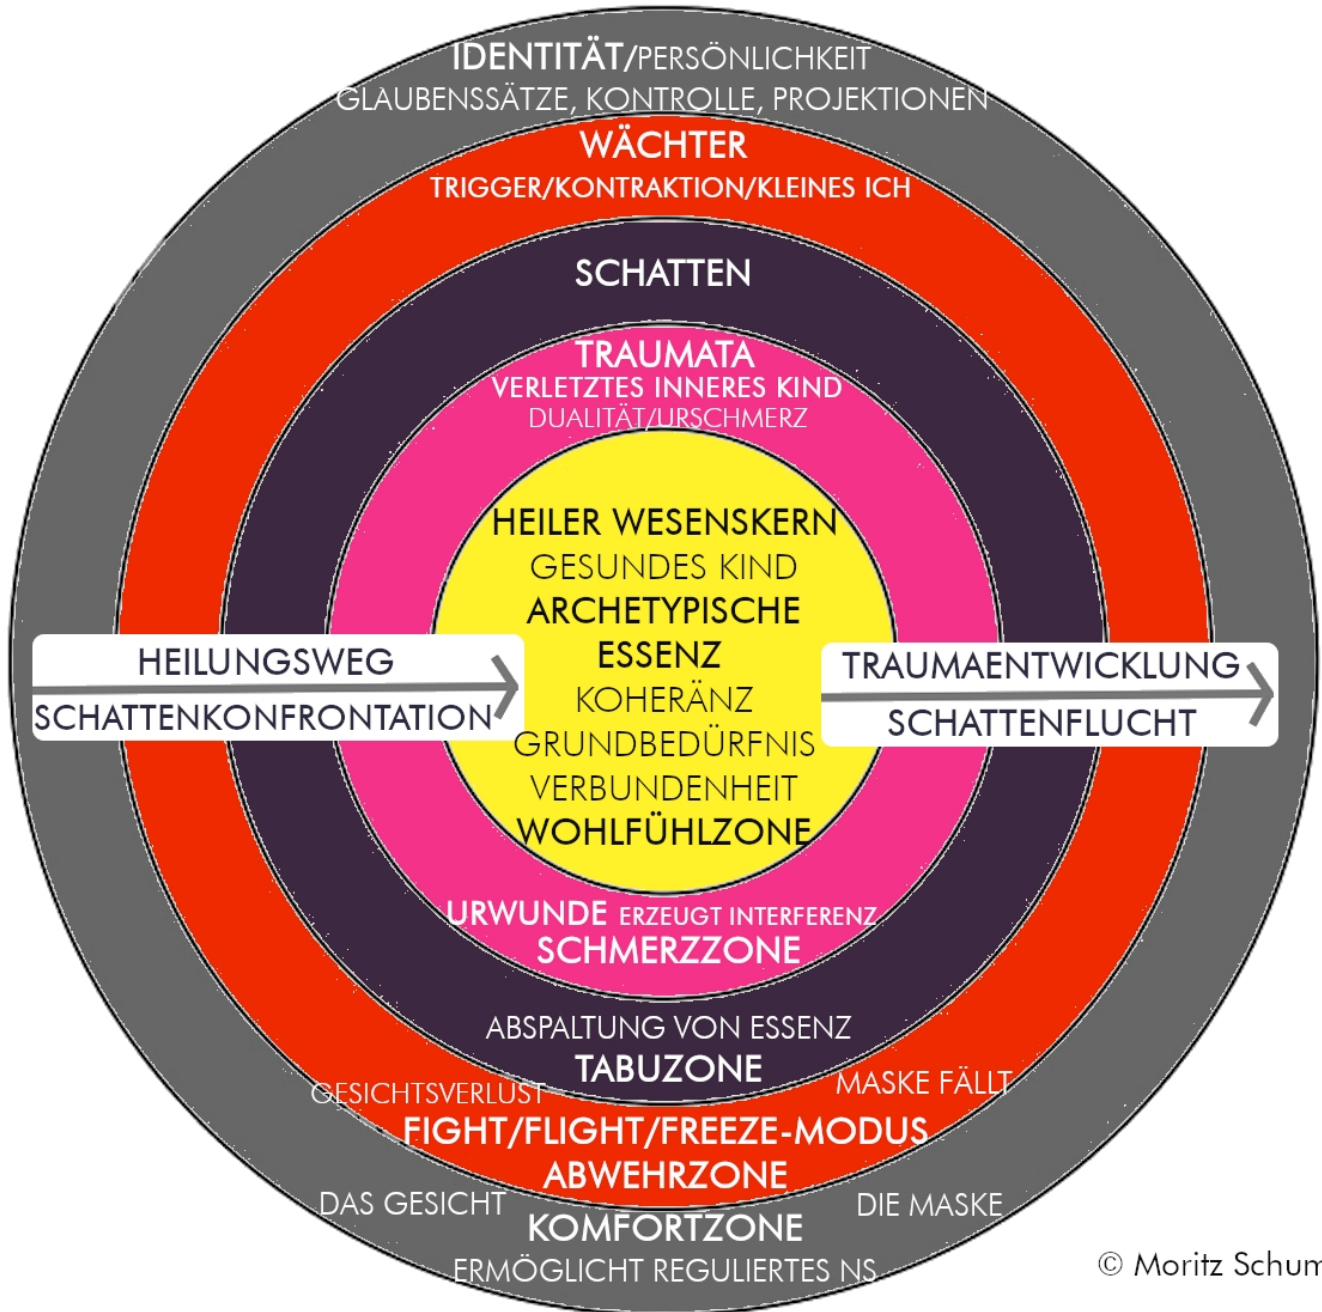 IDENTITÄT/PERSÖNLICHKEIT
GLAUBENSSÄTZE, KONTROLLE, PROJEKTIONEN
WÄCHTER
TRIGGER/KONTRAKTION/KLEINES ICH
SCHATTEN
TRAUMATA
VERLETZTES INNERES KIND
DUALITÄT/URSCHMERZ
HEILER WESENSKERN
GESUNDES KIND
ARCHETYPISCHE
ESSENZ
KOHERÄNZ
GRUNDBEDÜRFNIS
VERBUNDENHEIT
WOHLFÜHLZONE
HEILUNGSWEG
SCHATTENKONFRONTATION
TRAUMAENTWICKLUNG
SCHATTENFLUCHT
URWUNDE ERZEUGT INTERFERENZ
SCHMERZZONE
ABSPALTUNG VON ESSENZ
TABUZONE
GESICHTSVERLUST
MASKE FÄLLT
FIGHT/FLIGHT/FREEZE-MODUS
ABWEHRZONE
DAS GESICHT
DIE MASKE
KOMFORTZONE
ERMÖGLICHT REGULIERTES NS
© Moritz Schum